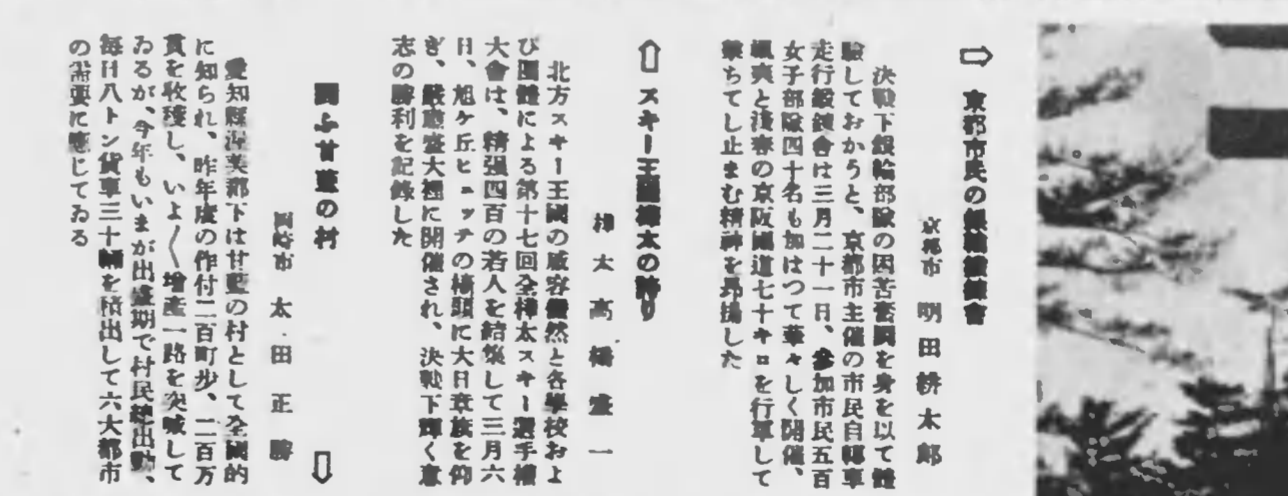 ⇨ 京都市民の銀輪鍛錬會
京都市 明田耕太郎
決戰下銀輪部隊の困苦奮鬪を身を以て體
驗しておかうと、京都市主催の市民自轉車
走行鍛錬會は三月二十一日、參加市民五百
女子部隊四十名も加はつて華々しく開催、
颯爽と淺春の京阪國道七十キロを行軍して
擊ちてし止まむ精神を昂揚した
⇧ スキー王國樺太の誇り
樺太 高橋盛一
北方スキー王國の威容儼然と各學校およ
び團體による第十七回全樺太スキー選手權
大會は、精强四百の若人を結集して三月六
日、旭ケ丘ヒュッテの檣頭に大日章旗を仰
ぎ、嚴肅盛大裡に開催され、決戰下輝く意
志の勝利を記錄した
鬪ふ甘藍の村
岡崎市 太田正勝 ⇩
愛知縣渥美郡下は甘藍の村として全國的
に知られ、昨年度の作付二百町歩、二百万
貫を收穫し、いよ〱增產一路を突破して
ゐるが、今年もいまが出盛期で村民總出動、
每日八トン貨車三十輛を積出して六大都市
の需要に應じてゐる